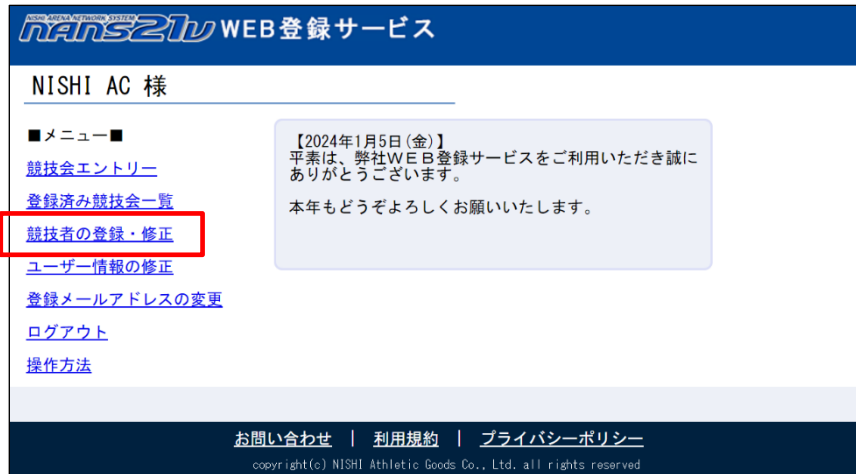 NISHI ARENA NETWORK SYSTEM
NANS21V WEB登録サービス
NISHI AC 様
■メニュー■
競技会エントリー
登録済み競技会一覧
競技者の登録・修正
ユーザー情報の修正
登録メールアドレスの変更
ログアウト
操作方法
【2024年1月5日(金)】
平素は、弊社ＷＥＢ登録サービスをご利用いただき誠に
ありがとうございます。
本年もどうぞよろしくお願いいたします。
お問い合わせ | 利用規約 | プライバシーポリシー
copyright(c) NISHI Athletic Goods Co., Ltd. all rights reserved